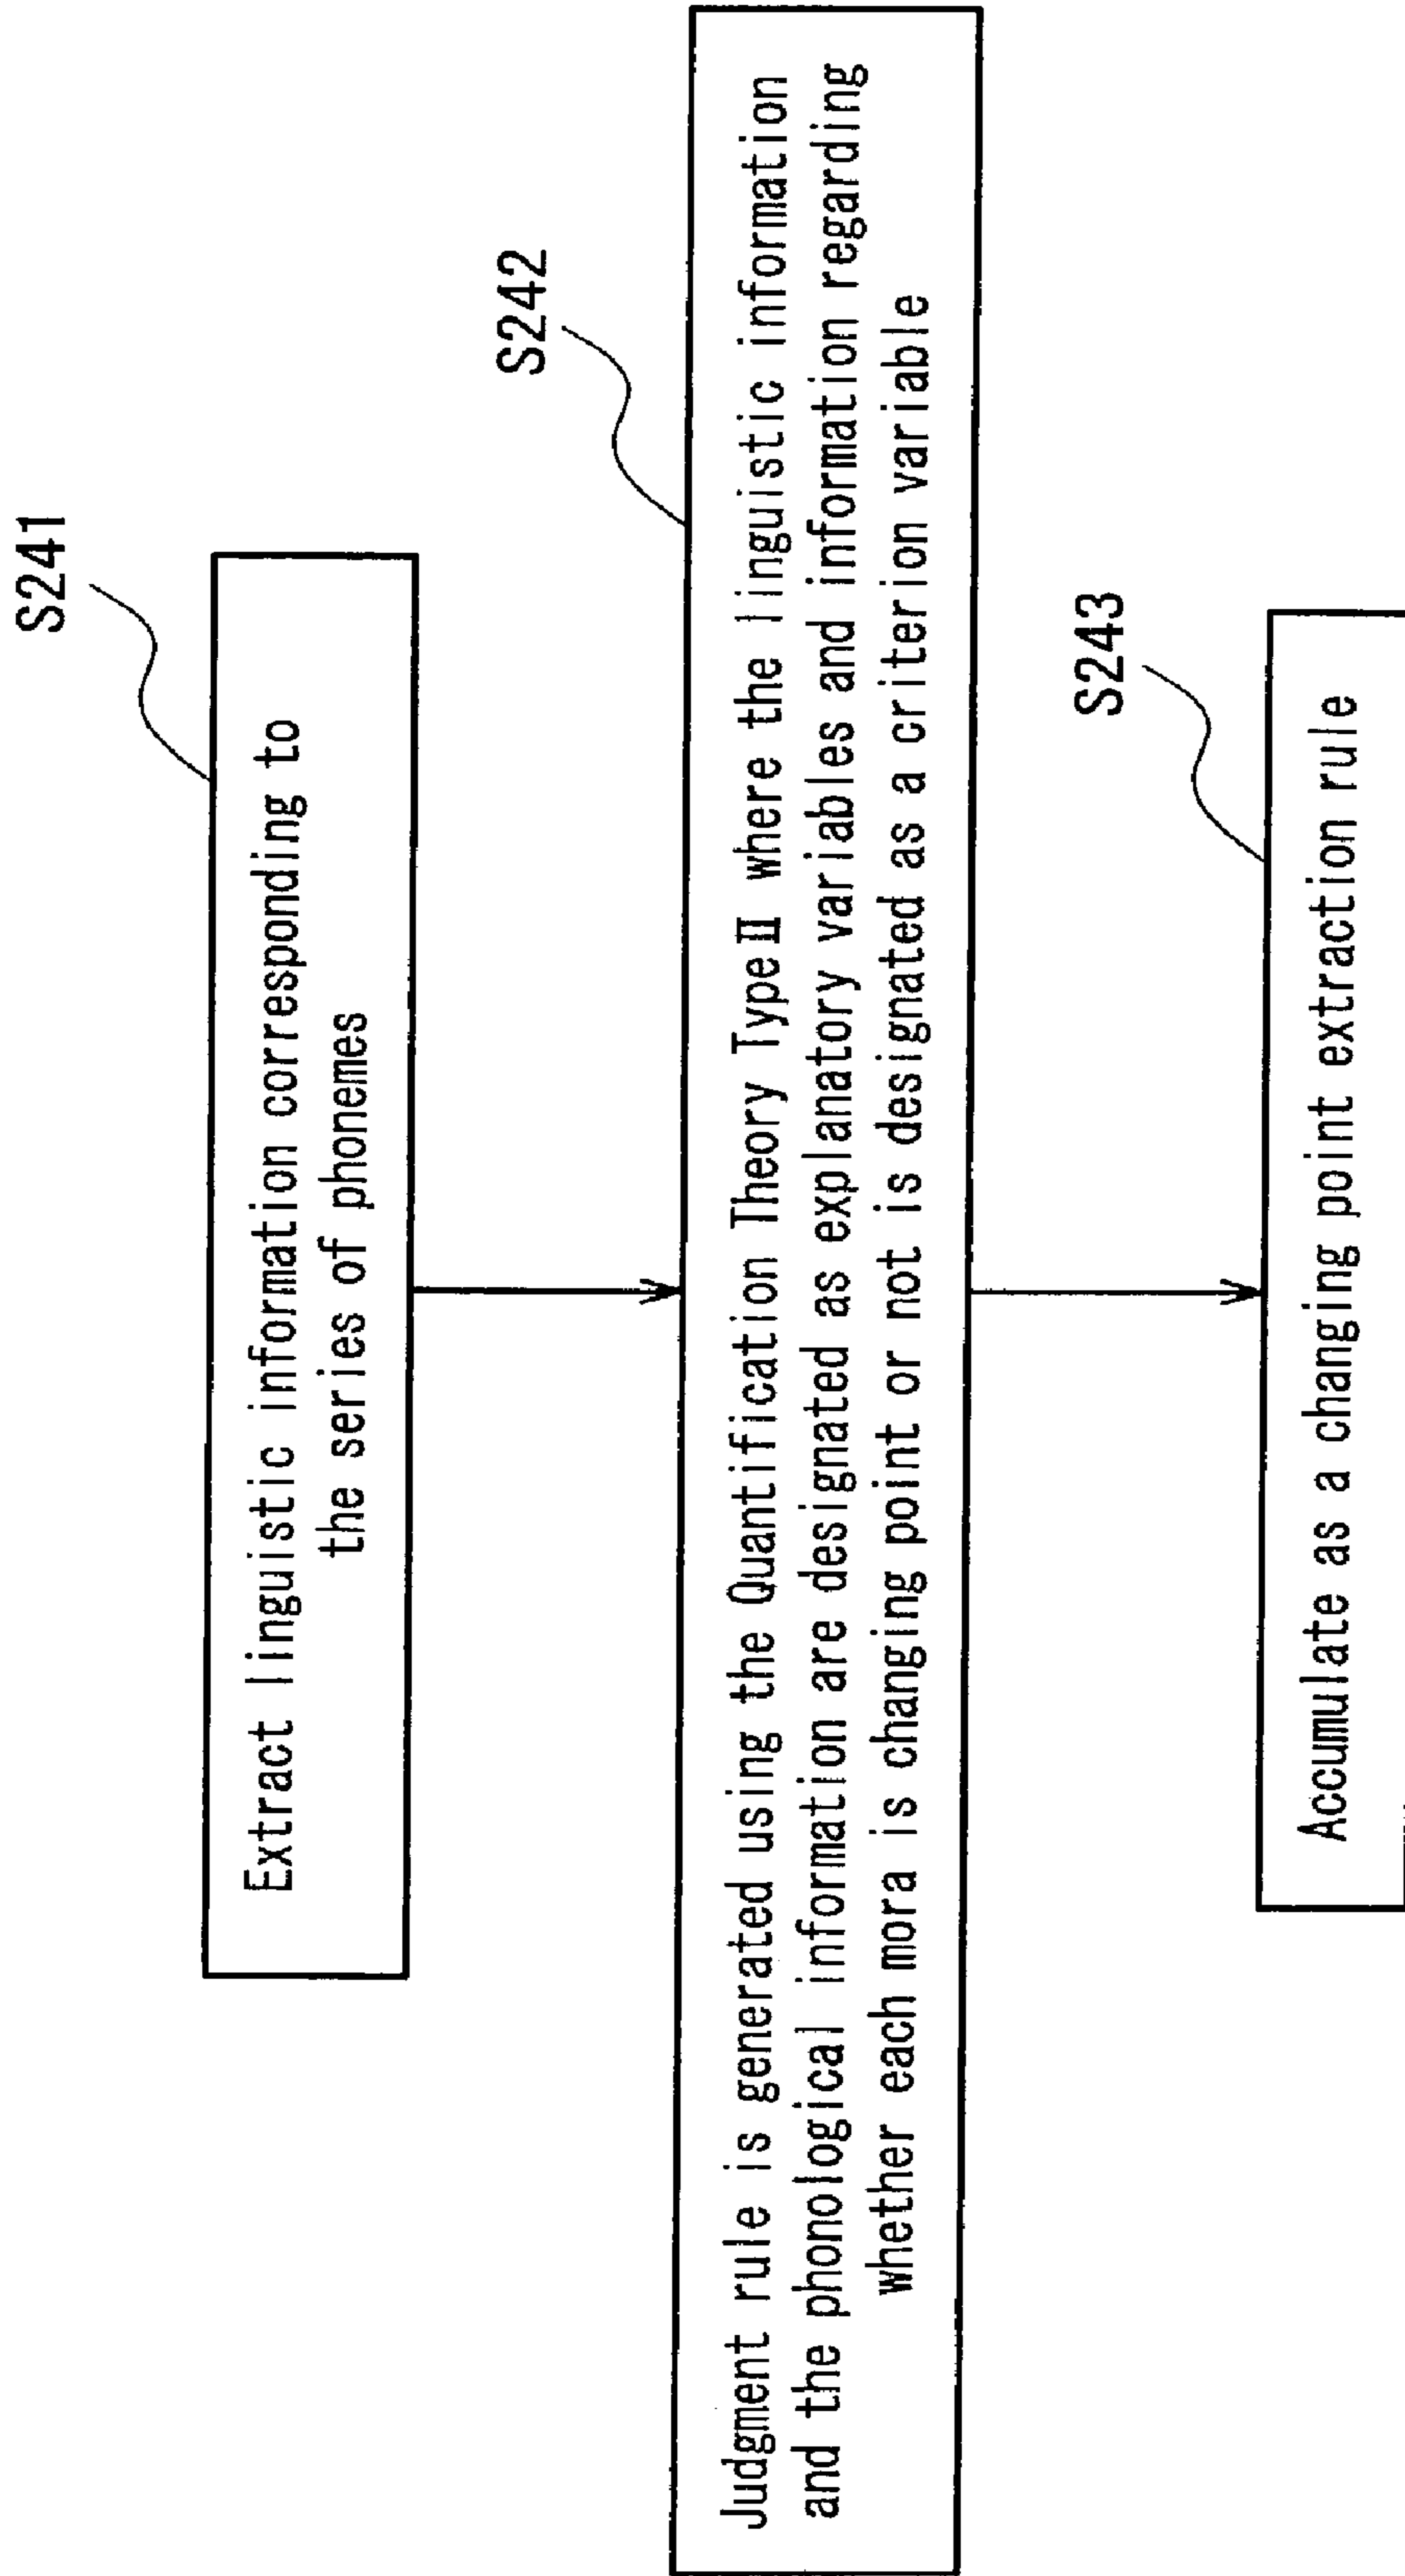 S241
Extract linguistic information corresponding to
the series of phonemes
S242
Judgment rule is generated using the Quantification Theory Type II where the linguistic information
and the phonological information are designated as explanatory variables and information regarding
whether each mora is changing point or not is designated as a criterion variable
S243
Accumulate as a changing point extraction rule